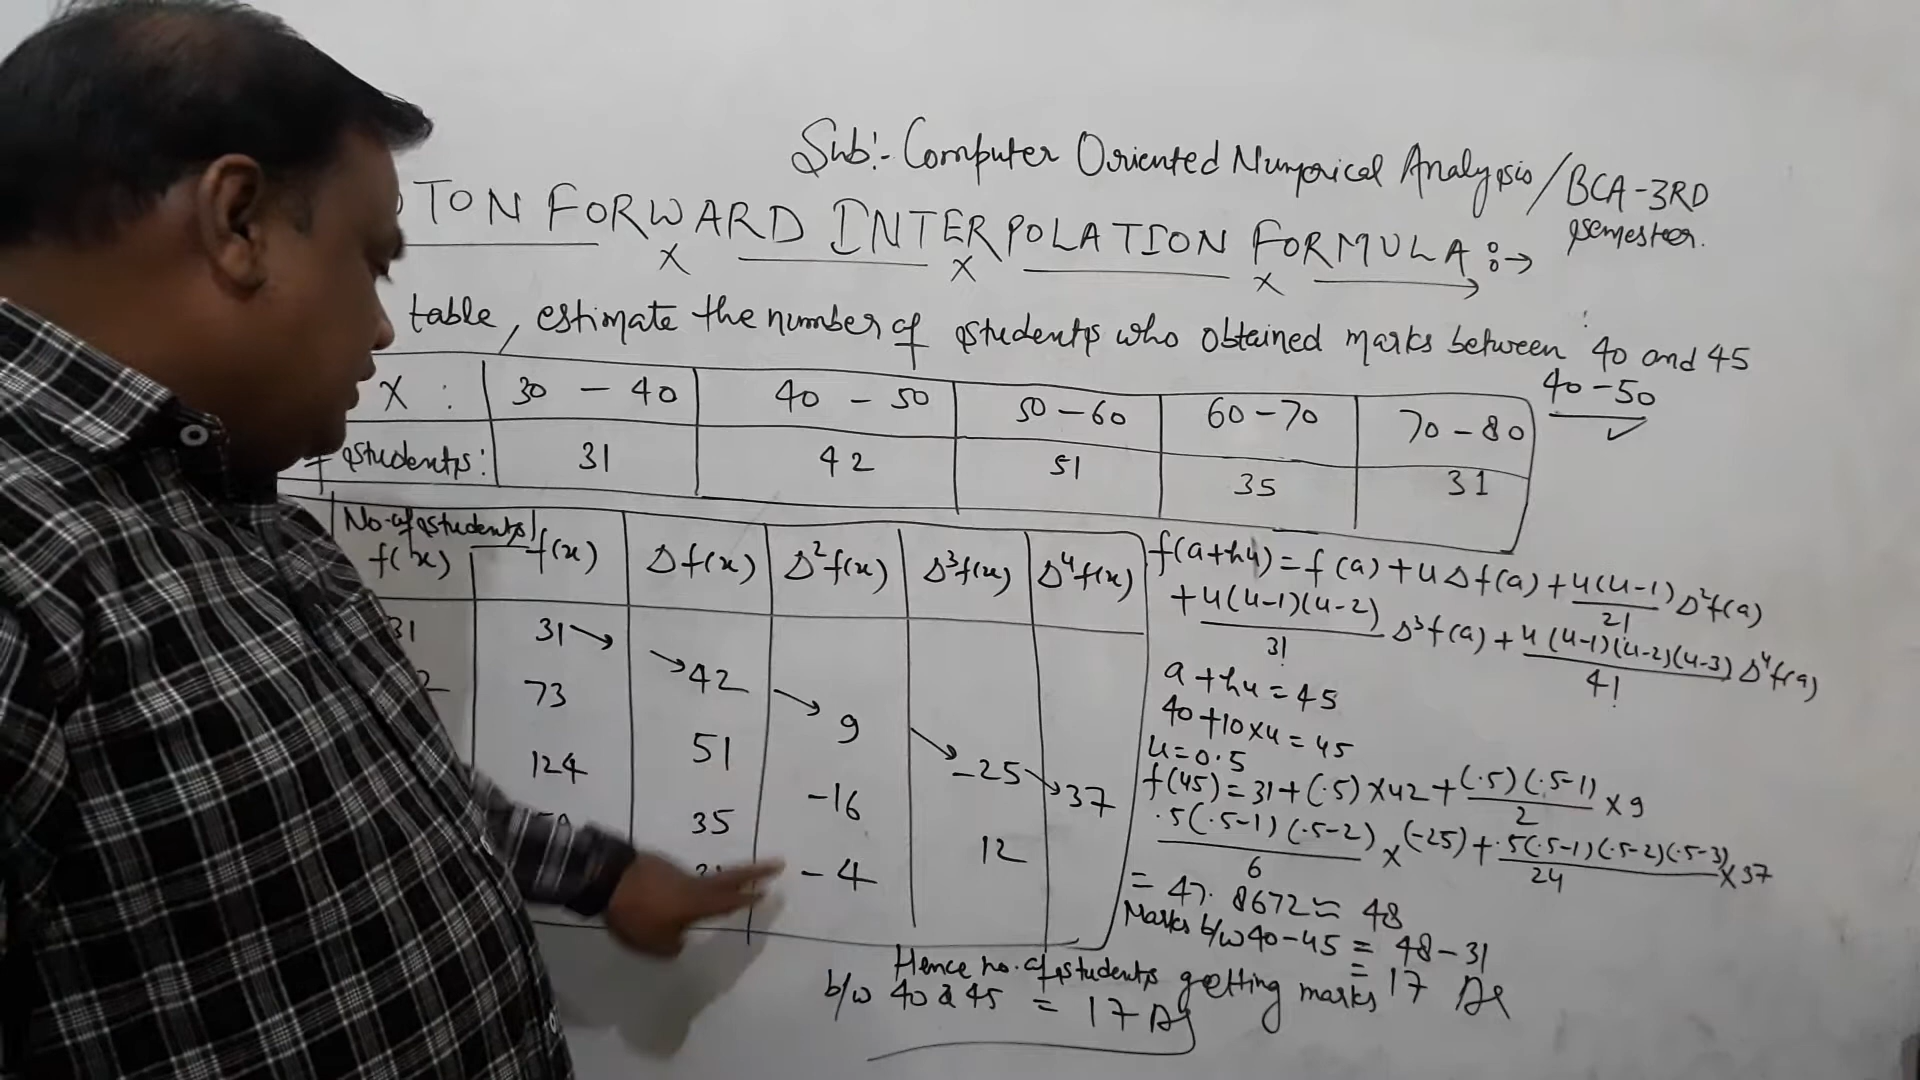 Sub:- Computer Oriented Numerical Analysis / BCA-3RD
semester.
TON FORWARD INTERPOLATION FORMULA :→
x x x
table, estimate the number of students who obtained marks between 40 and 45
X : 30 - 40 40 - 50 50 - 60 60 - 70 70 - 80
40 - 50 ✓
students: 31 42 51 35 31
No. of students f(x) f(x) Δf(x) Δ²f(x) Δ³f(x) Δ⁴f(x)
31 31 → 42 → 9 → -25 → 37
73 51 -16 12
124 35 -4
f(a+hu) = f(a) + uΔf(a) + u(u-1)/2! Δ²f(a)
+ u(u-1)(u-2)/3! Δ³f(a) + u(u-1)(u-2)(u-3)/4! Δ⁴f(a)
a + hu = 45
40 + 10×u = 45
u = 0.5
f(45) = 31 + (.5) × 42 + (.5)(.5-1)/2 × 9
.5(.5-1)(.5-2)/6 × (-25) + .5(.5-1)(.5-2)(.5-3)/24 × 37
= 47.8672 ≈ 48
Marks b/w 40-45 = 48-31
= 17
Hence no. of students getting marks
b/w 40 & 45 = 17